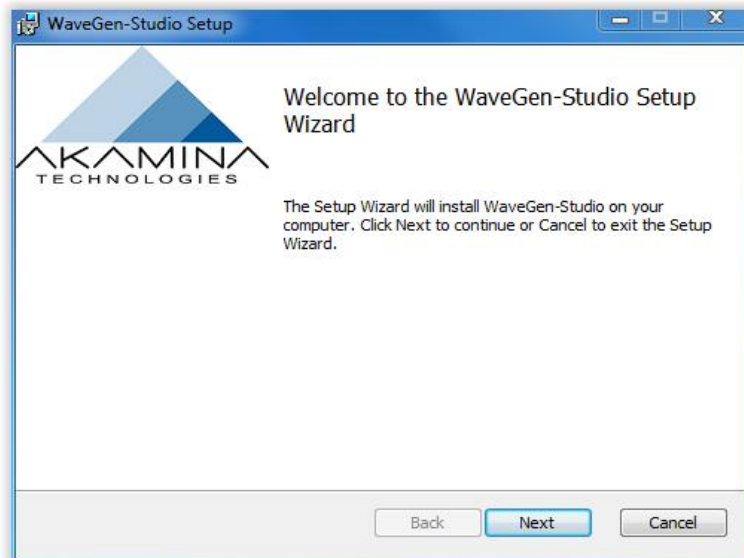 WaveGen-Studio Setup
AKAMINA
TECHNOLOGIES
Welcome to the WaveGen-Studio Setup
Wizard
The Setup Wizard will install WaveGen-Studio on your
computer. Click Next to continue or Cancel to exit the Setup
Wizard.
Back Next Cancel